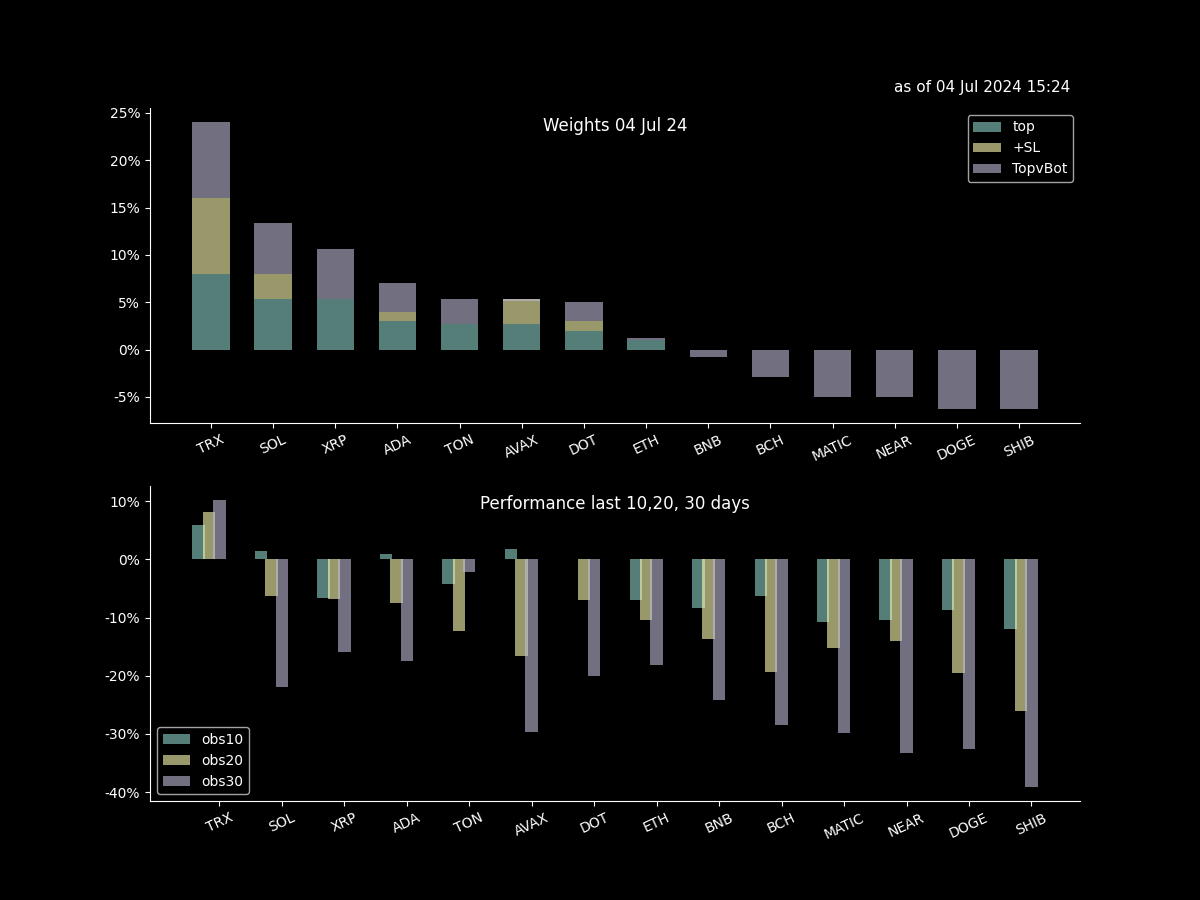 as of 04 Jul 2024 15:24
Weights 04 Jul 24
25%
20%
15%
10%
5%
0%
-5%
top
+SL
TopvBot
TRX SOL XRP ADA TON AVAX DOT ETH BNB BCH MATIC NEAR DOGE SHIB
Performance last 10,20, 30 days
10%
0%
-10%
-20%
-30%
-40%
obs10
obs20
obs30
TRX SOL XRP ADA TON AVAX DOT ETH BNB BCH MATIC NEAR DOGE SHIB